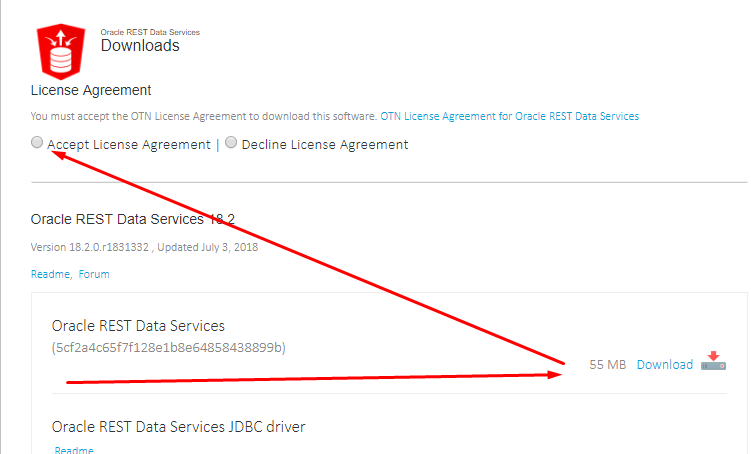 Oracle REST Data Services
Downloads
License Agreement
You must accept the OTN License Agreement to download this software. OTN License Agreement for Oracle REST Data Services
Accept License Agreement | Decline License Agreement
Oracle REST Data Services 18.2
Version 18.2.0.r1831332 , Updated July 3, 2018
Readme, Forum
Oracle REST Data Services
(5cf2a4c65f7f128e1b8e64858438899b)
55 MB Download
Oracle REST Data Services JDBC driver
Readme